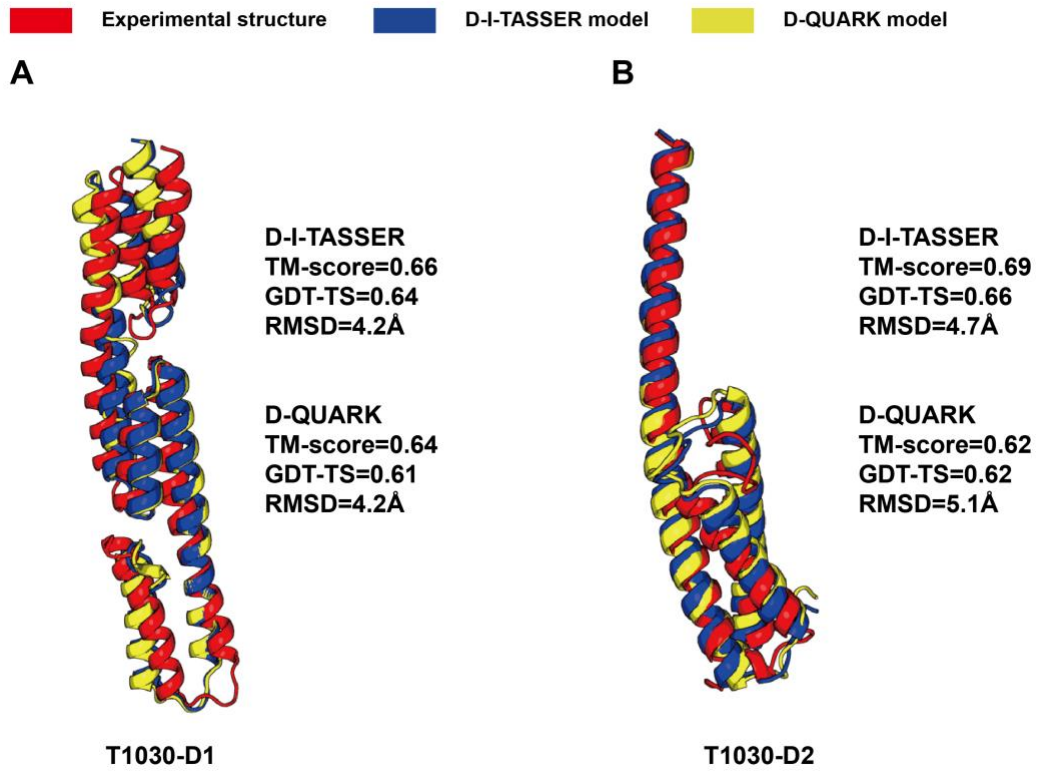 Experimental structure
D-I-TASSER model
D-QUARK model
A
B
D-I-TASSER
TM-score=0.66
GDT-TS=0.64
RMSD=4.2Å
D-QUARK
TM-score=0.64
GDT-TS=0.61
RMSD=4.2Å
T1030-D1
D-I-TASSER
TM-score=0.69
GDT-TS=0.66
RMSD=4.7Å
D-QUARK
TM-score=0.62
GDT-TS=0.62
RMSD=5.1Å
T1030-D2